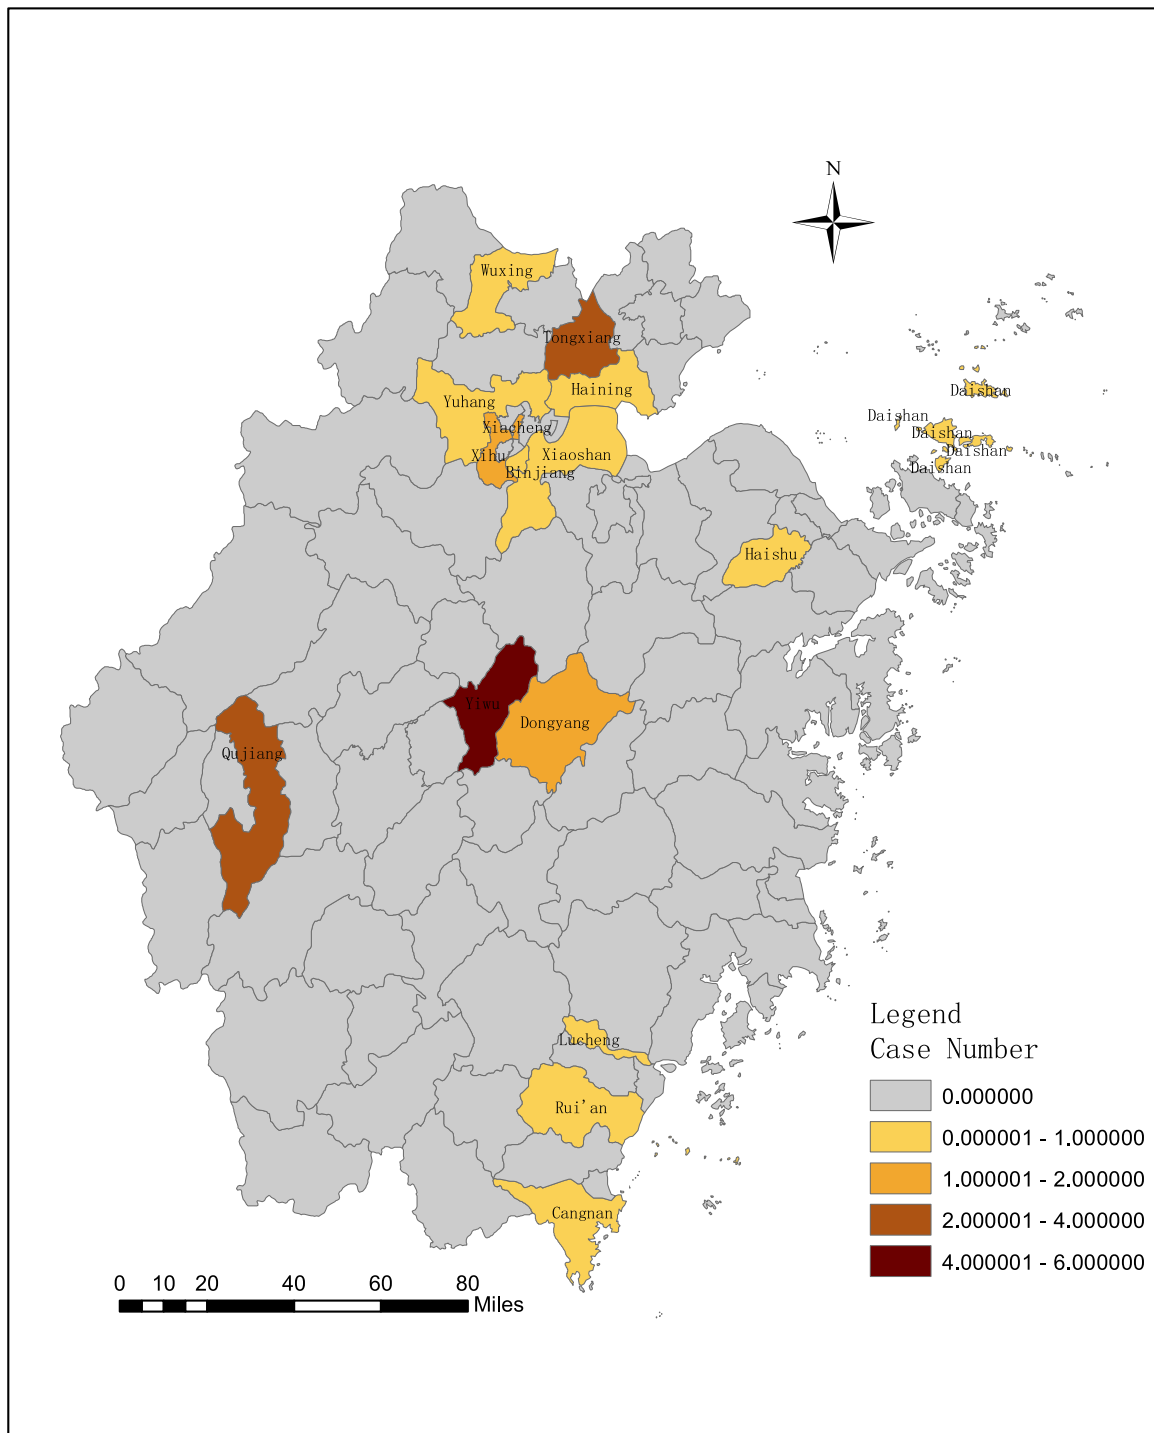 N
Wuxing
Tongxiang
Haining
Yuhang
Xiacheng
Xihu
Xiaoshan
Binjiang
Daishan
Daishan
Daishan
Daishan
Daishan
Haishu
Yiwu
Dongyang
Qujiang
Lucheng
Rui'an
Cangnan
Legend
Case Number
0.000000
0.000001 - 1.000000
1.000001 - 2.000000
2.000001 - 4.000000
4.000001 - 6.000000
0 10 20 40 60 80
Miles